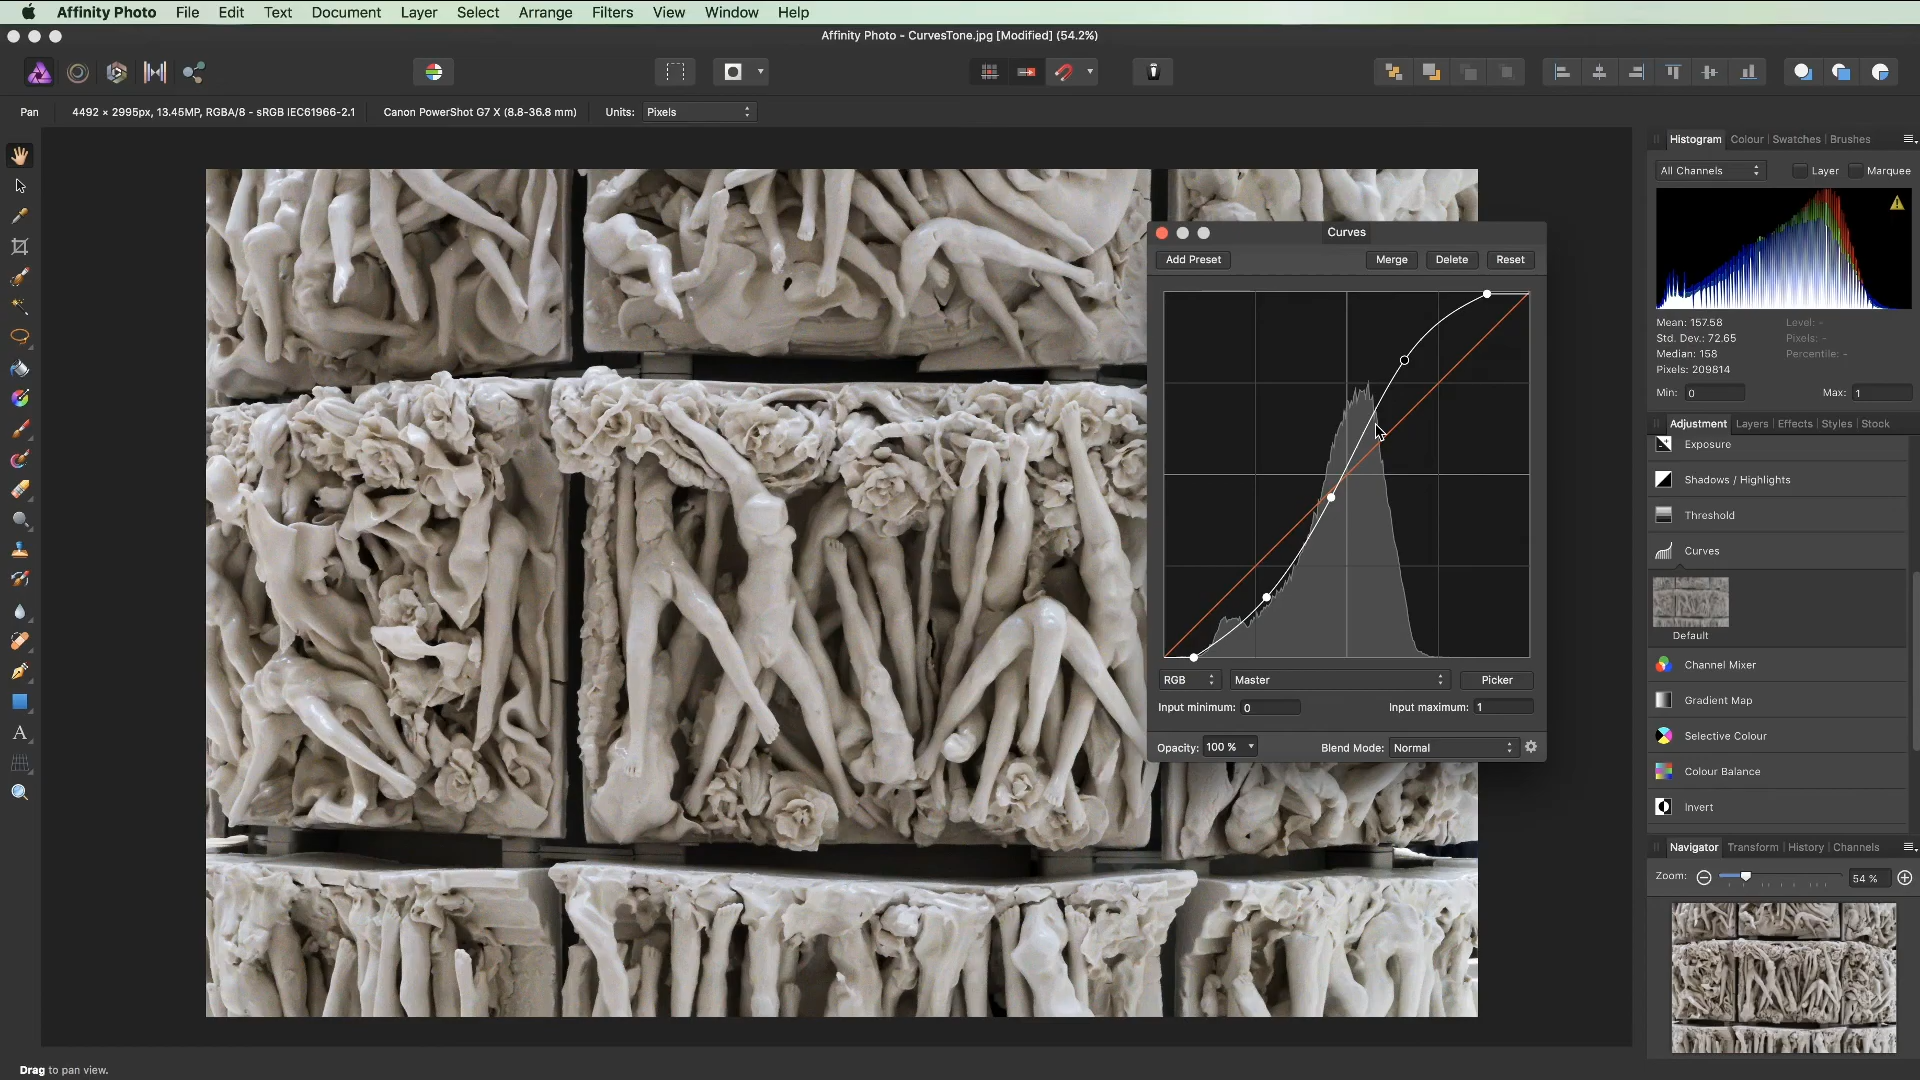 Affinity Photo File Edit Text Document Layer Select Arrange Filters View Window Help
Affinity Photo - CurvesTone.jpg [Modified] (54.2%)
Pan 4492 × 2995px, 13.45MP, RGBA/8 - sRGB IEC61966-2.1 Canon PowerShot G7 X (8.8-36.8 mm) Units: Pixels
Histogram Colour Swatches Brushes
All Channels Layer Marquee
Mean: 157.58 Level: -
Std. Dev.: 72.65 Pixels: -
Median: 158 Percentile: -
Pixels: 209814
Min: 0 Max: 1
Curves
Add Preset Merge Delete Reset
RGB Master Picker
Input minimum: 0 Input maximum: 1
Opacity: 100 % Blend Mode: Normal
Adjustment Layers Effects Styles Stock
Exposure
Shadows / Highlights
Threshold
Curves
Default
Channel Mixer
Gradient Map
Selective Colour
Colour Balance
Invert
Navigator Transform History Channels
Zoom: 54 %
A
Drag to pan view.